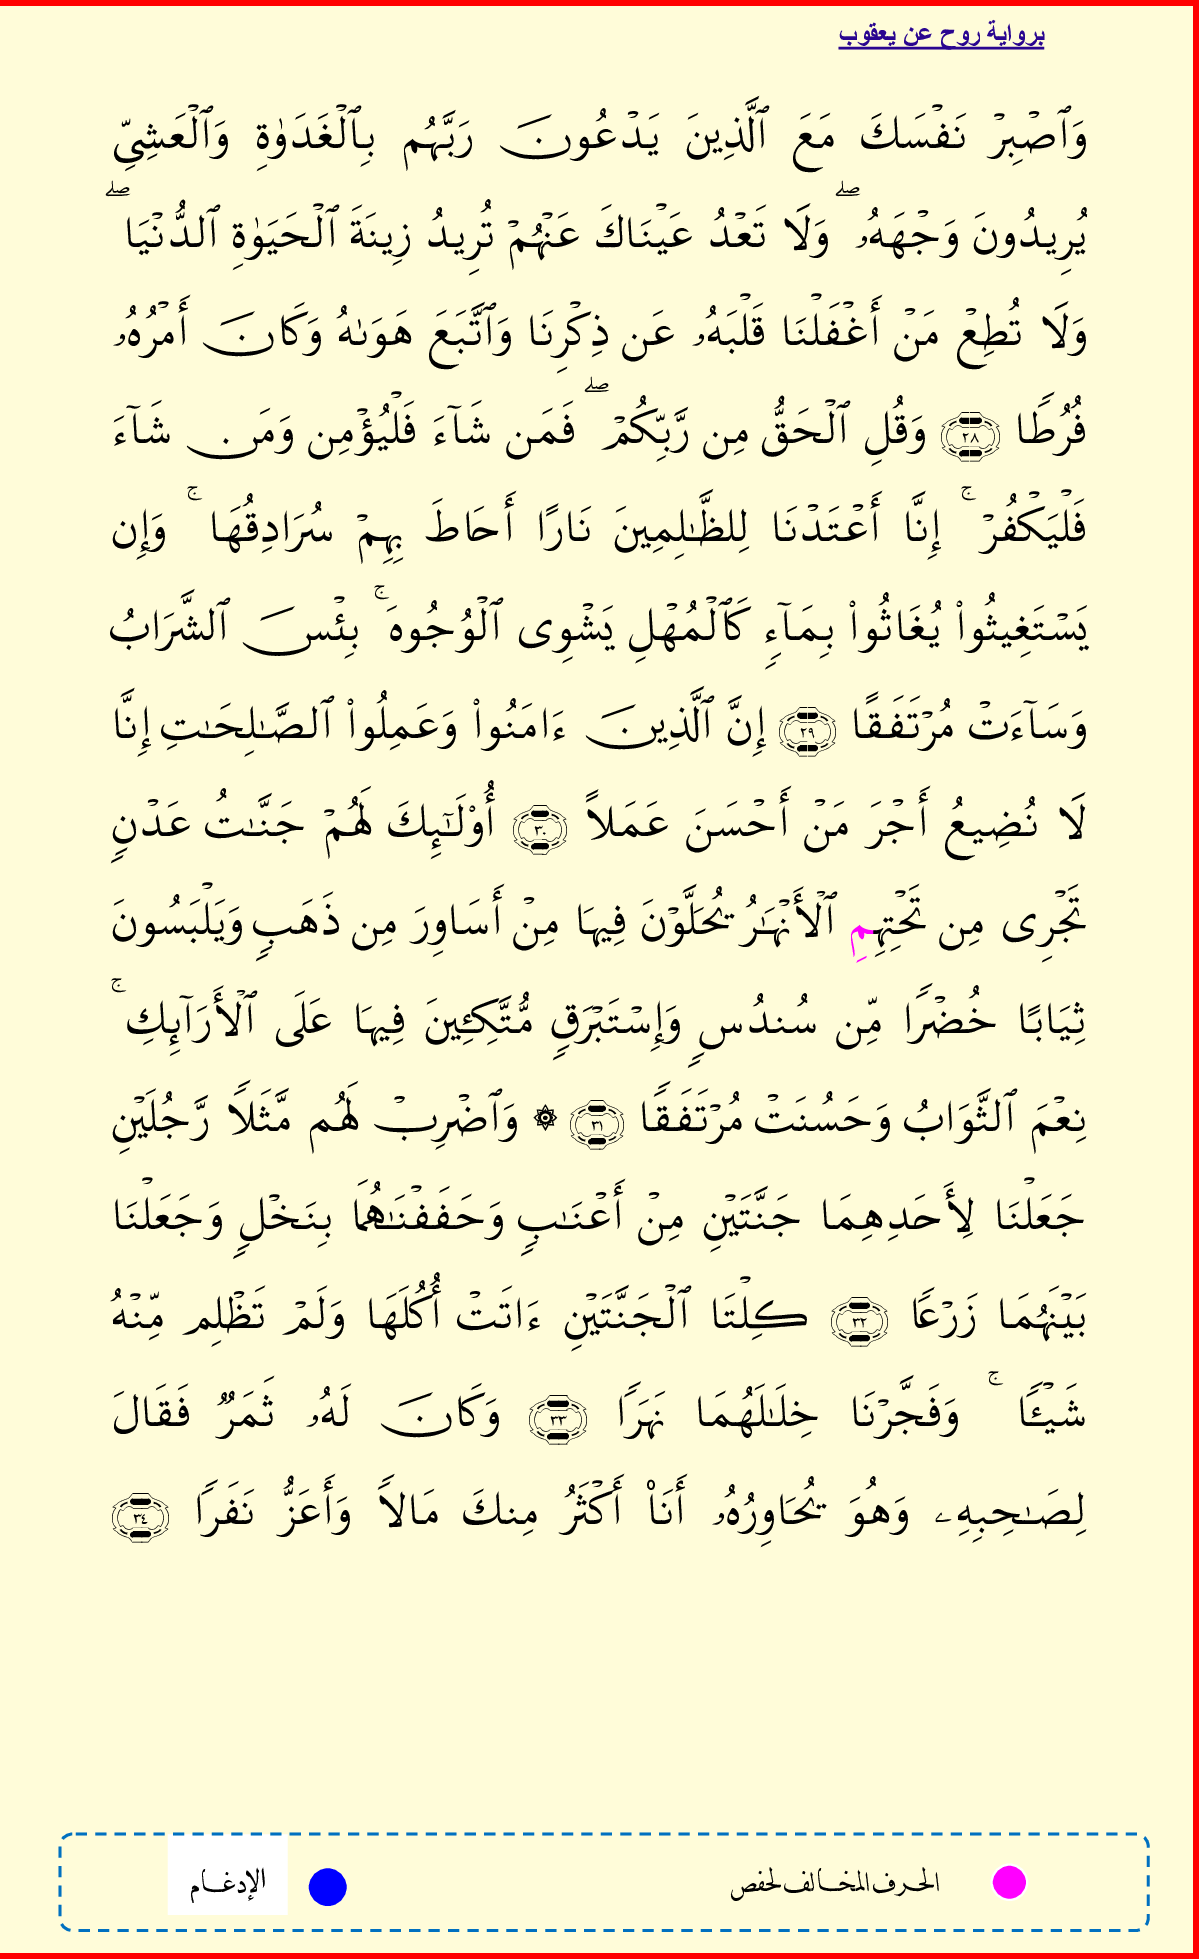 برواية روح عن يعقوب
وَٱصۡبِرۡ نَفۡسَكَ مَعَ ٱلَّذِينَ يَدۡعُونَ رَبَّهُم بِٱلۡغَدَوٰةِ وَٱلۡعَشِيِّ
يُرِيدُونَ وَجۡهَهُۥۖ وَلَا تَعۡدُ عَيۡنَاكَ عَنۡهُمۡ تُرِيدُ زِينَةَ ٱلۡحَيَوٰةِ ٱلدُّنۡيَاۖ
وَلَا تُطِعۡ مَنۡ أَغۡفَلۡنَا قَلۡبَهُۥ عَن ذِكۡرِنَا وَٱتَّبَعَ هَوَىٰهُ وَكَانَ أَمۡرُهُۥ
فُرُطًا ٢٨ وَقُلِ ٱلۡحَقُّ مِن رَّبِّكُمۡۖ فَمَن شَآءَ فَلۡيُؤۡمِن وَمَن شَآءَ
فَلۡيَكۡفُرۡۚ إِنَّا أَعۡتَدۡنَا لِلظَّٰلِمِينَ نَارًا أَحَاطَ بِهِمۡ سُرَادِقُهَاۚ وَإِن
يَسۡتَغِيثُواْ يُغَاثُواْ بِمَآءٖ كَٱلۡمُهۡلِ يَشۡوِي ٱلۡوُجُوهَۚ بِئۡسَ ٱلشَّرَابُ
وَسَآءَتۡ مُرۡتَفَقًا ٢٩ إِنَّ ٱلَّذِينَ ءَامَنُواْ وَعَمِلُواْ ٱلصَّٰلِحَٰتِ إِنَّا
لَا نُضِيعُ أَجۡرَ مَنۡ أَحۡسَنَ عَمَلًا ٣٠ أُوْلَٰٓئِكَ لَهُمۡ جَنَّٰتُ عَدۡنٖ
تَجۡرِي مِن تَحۡتِهِمِ ٱلۡأَنۡهَٰرُ يُحَلَّوۡنَ فِيهَا مِنۡ أَسَاوِرَ مِن ذَهَبٖ وَيَلۡبَسُونَ
ثِيَابًا خُضۡرٗا مِّن سُندُسٖ وَإِسۡتَبۡرَقٖ مُّتَّكِـِٔينَ فِيهَا عَلَى ٱلۡأَرَآئِكِۚ
نِعۡمَ ٱلثَّوَابُ وَحَسُنَتۡ مُرۡتَفَقٗا ٣١ ۞ وَٱضۡرِبۡ لَهُم مَّثَلٗا رَّجُلَيۡنِ
جَعَلۡنَا لِأَحَدِهِمَا جَنَّتَيۡنِ مِنۡ أَعۡنَٰبٖ وَحَفَفۡنَٰهُمَا بِنَخۡلٖ وَجَعَلۡنَا
بَيۡنَهُمَا زَرۡعٗا ٣٢ كِلۡتَا ٱلۡجَنَّتَيۡنِ ءَاتَتۡ أُكُلَهَا وَلَمۡ تَظۡلِم مِّنۡهُ
شَيۡـٔٗاۚ وَفَجَّرۡنَا خِلَٰلَهُمَا نَهَرٗا ٣٣ وَكَانَ لَهُۥ ثَمَرٞ فَقَالَ
لِصَٰحِبِهِۦ وَهُوَ يُحَاوِرُهُۥ أَنَا۠ أَكۡثَرُ مِنكَ مَالٗا وَأَعَزُّ نَفَرٗا ٣٤
الحرف المخالف لحفص
الإدغام